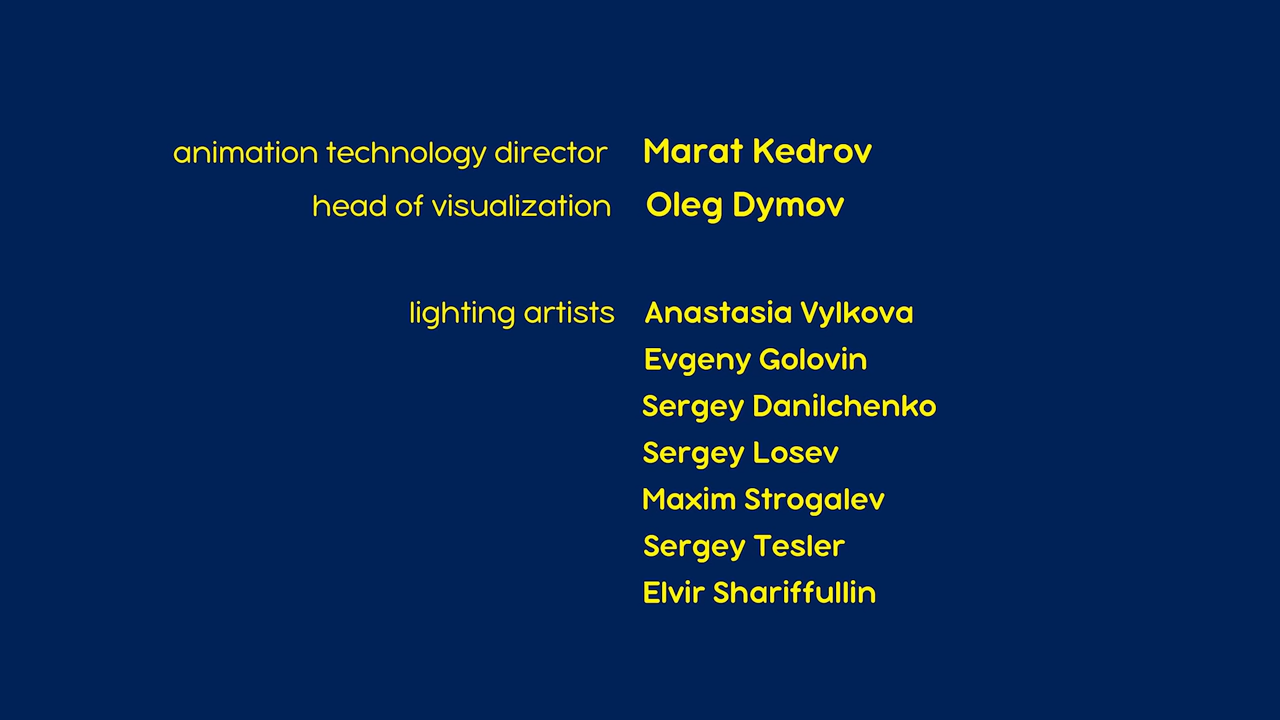 animation technology director Marat Kedrov
head of visualization Oleg Dymov
lighting artists Anastasia Vylkova
Evgeny Golovin
Sergey Danilchenko
Sergey Losev
Maxim Strogalev
Sergey Tesler
Elvir Shariffullin